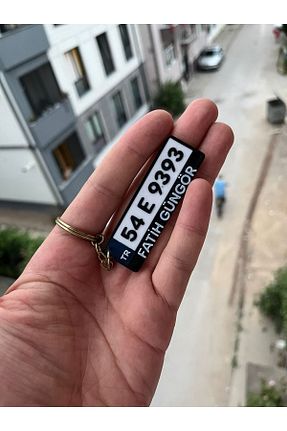 TR 54 E 9393
FATİH GÜNGÖR